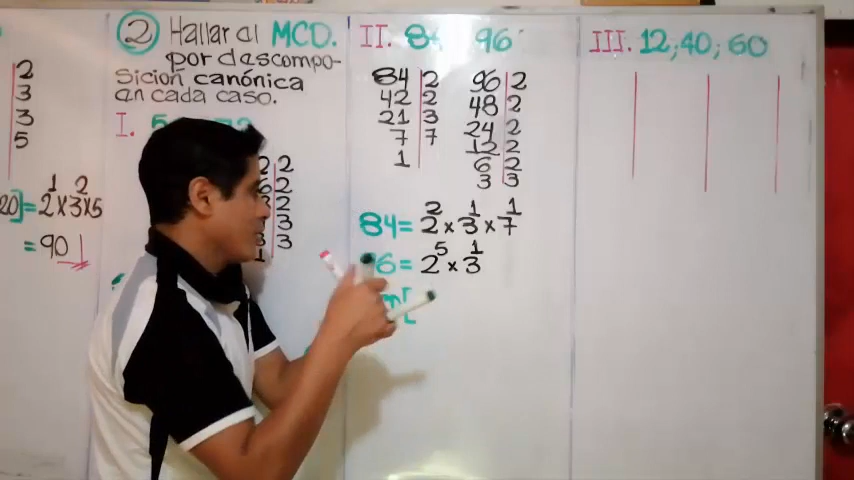 2
3
3
5
20]=2¹x3²x5
= 90
2 Hallar el MCD.
por descompo-
sición canónica
en cada caso.
I. 5
2 2
6 2
3 2
3
3 3
1
II. 84 96
84 2
42 2
21 3
7 7
1
96 2
48 2
24 2
12 2
6 2
3 3
84= 2² x 3¹ x 7¹
96= 2⁵ x 3¹
[
III. 12; 40; 60